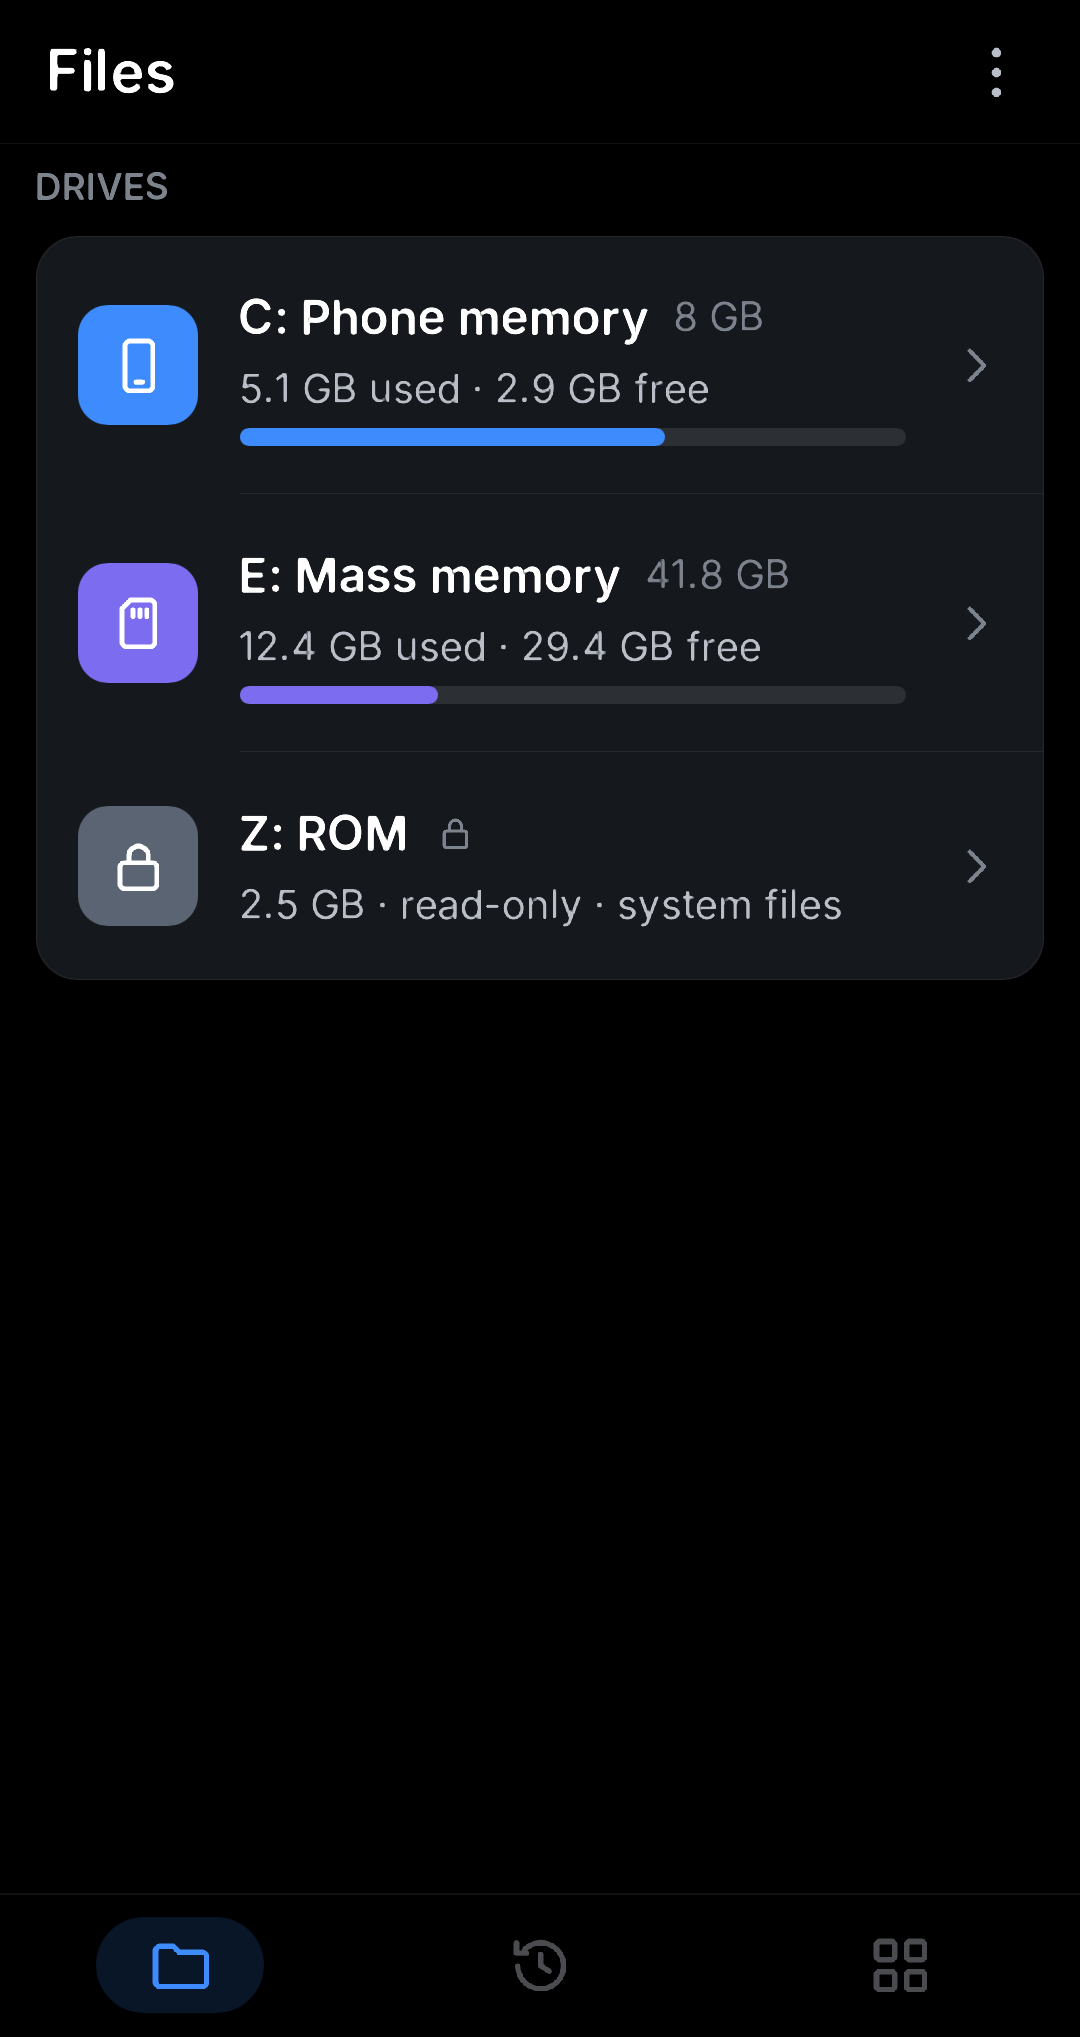 Files
DRIVES
C: Phone memory 8 GB
5.1 GB used · 2.9 GB free
E: Mass memory 41.8 GB
12.4 GB used · 29.4 GB free
Z: ROM
2.5 GB · read-only · system files